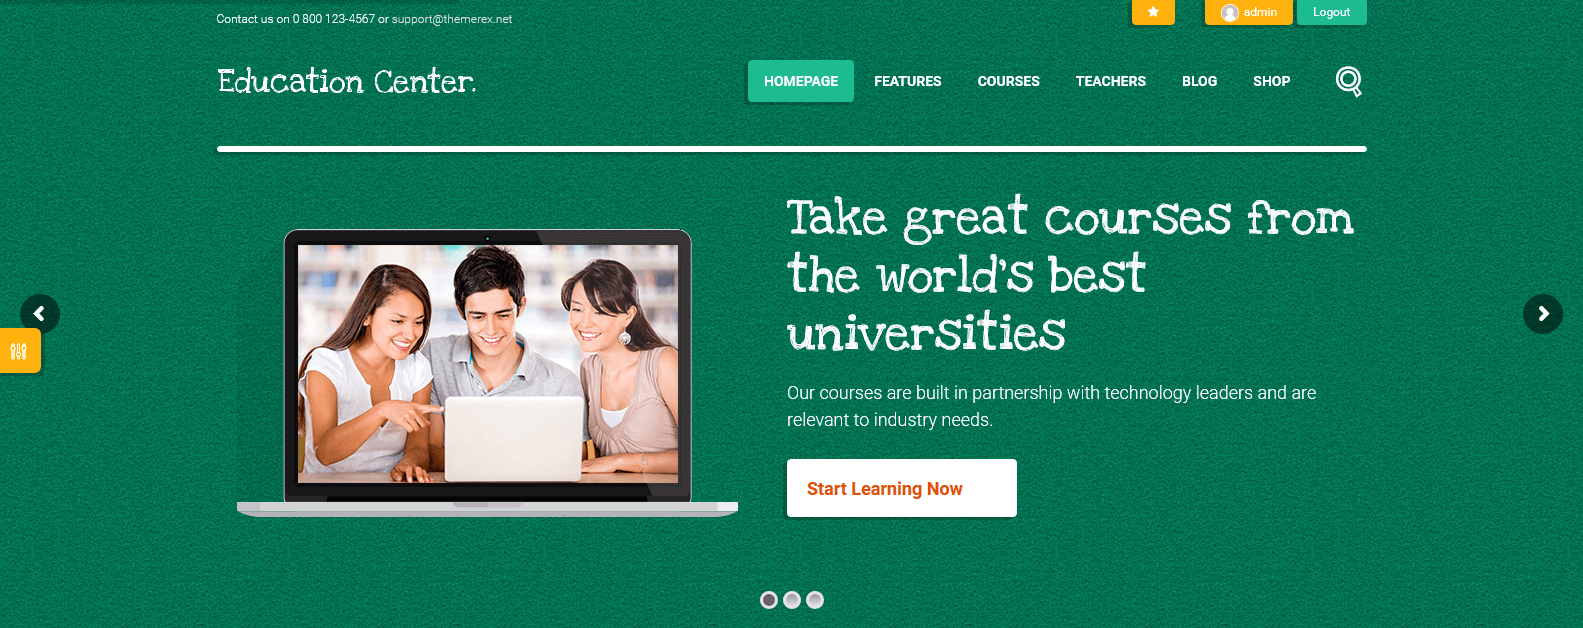 Contact us on 0 800 123-4567 or support@themerex.net
admin
Logout
Education Center.
HOMEPAGE
FEATURES
COURSES
TEACHERS
BLOG
SHOP
Take great courses from
the world's best
universities
Our courses are built in partnership with technology leaders and are
relevant to industry needs.
Start Learning Now